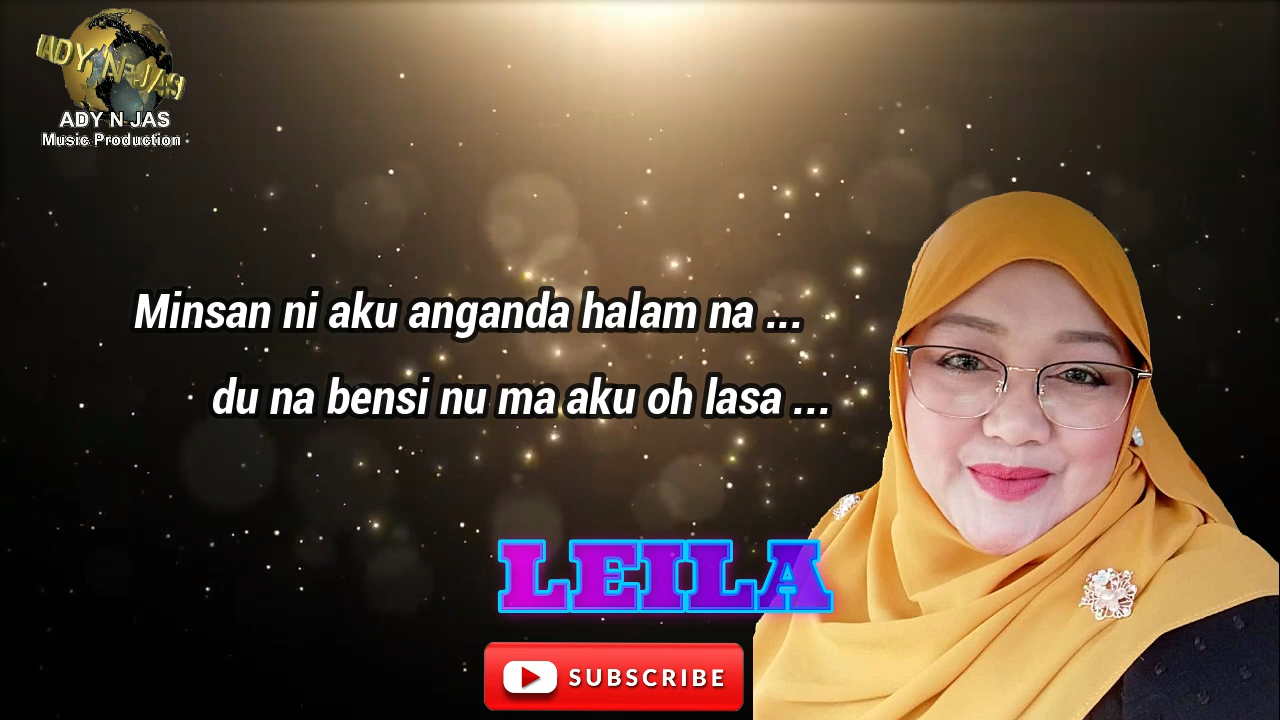 ADY N JAS
ADY N JAS
Music Production
Minsan ni aku anganda halam na ...
du na bensi nu ma aku oh lasa ...
LEILA
SUBSCRIBE